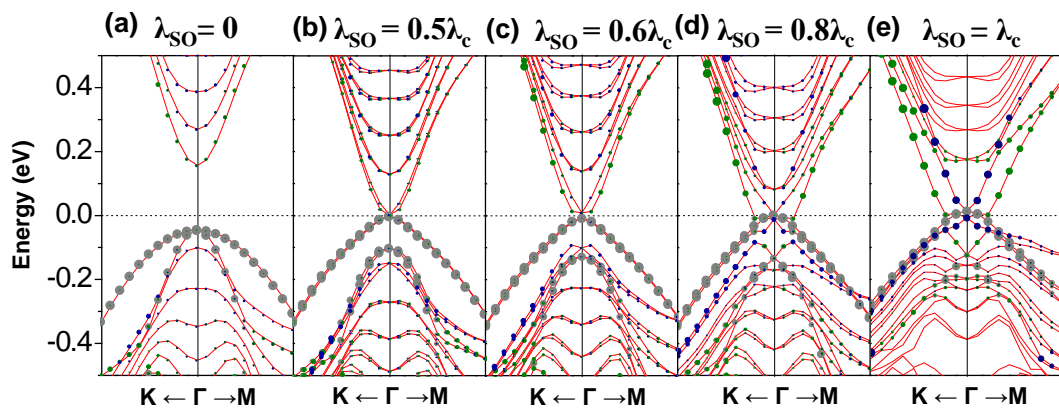 (a) λSO = 0 (b) λSO = 0.5λc (c) λSO = 0.6λc (d) λSO = 0.8λc (e) λSO = λc
Energy (eV)
0.4
0.2
0.0
-0.2
-0.4
K ← Γ → M K ← Γ → M K ← Γ → M K ← Γ → M K ← Γ → M